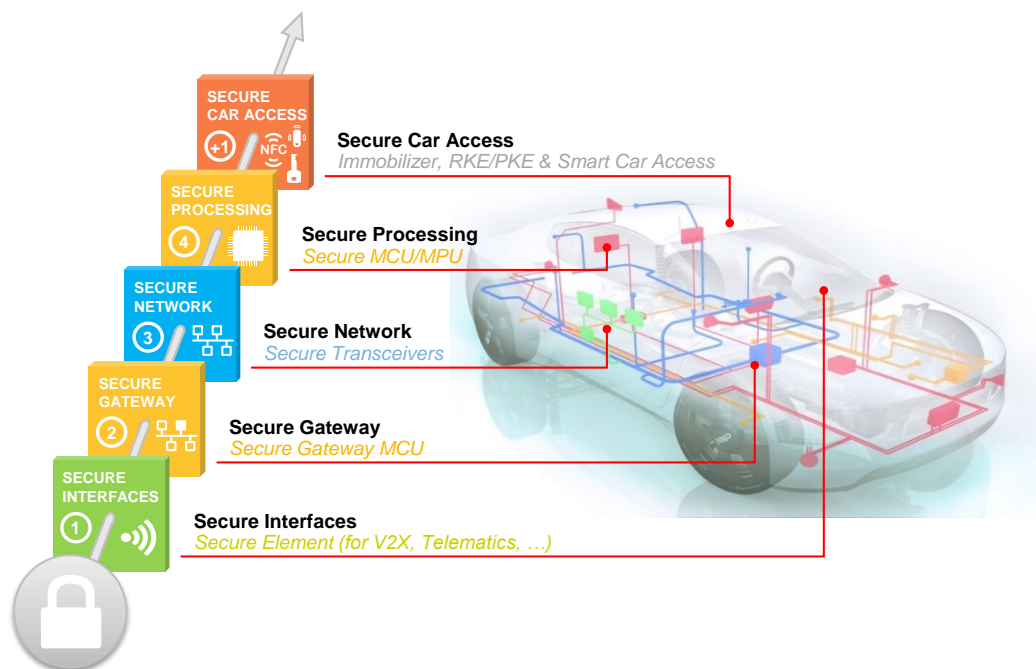 SECURE
CAR ACCESS
+1
NFC
Secure Car Access
Immobilizer, RKE/PKE & Smart Car Access
SECURE
PROCESSING
4
Secure Processing
Secure MCU/MPU
SECURE
NETWORK
3
Secure Network
Secure Transceivers
SECURE
GATEWAY
2
Secure Gateway
Secure Gateway MCU
SECURE
INTERFACES
1
Secure Interfaces
Secure Element (for V2X, Telematics, …)